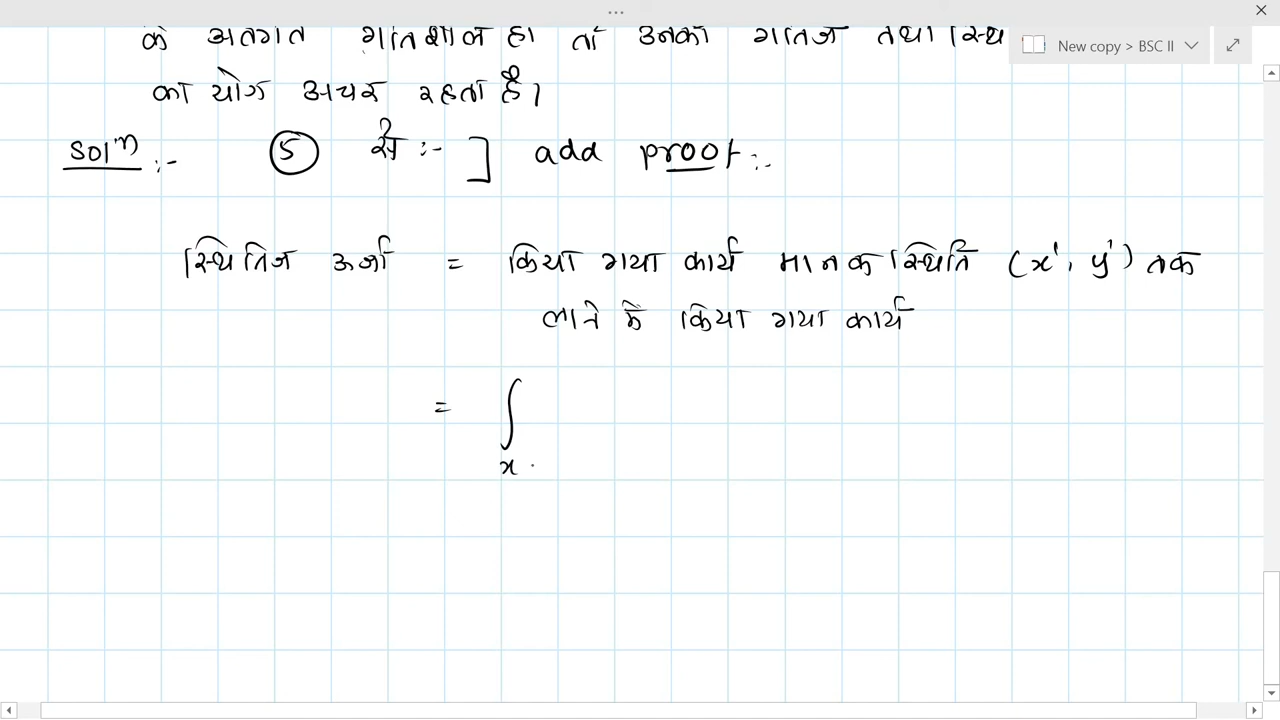 के अंतर्गत गतिशील हो तो उनकी गतिज तथा स्थि
New copy > BSC II
का योग अचर रहता है।
Solⁿ :- ⑤ से :- ] add proof :-
स्थितिज ऊर्जा = किया गया कार्य मानक स्थिति (x', y') तक
लाने में किया गया कार्य
= ∫
x